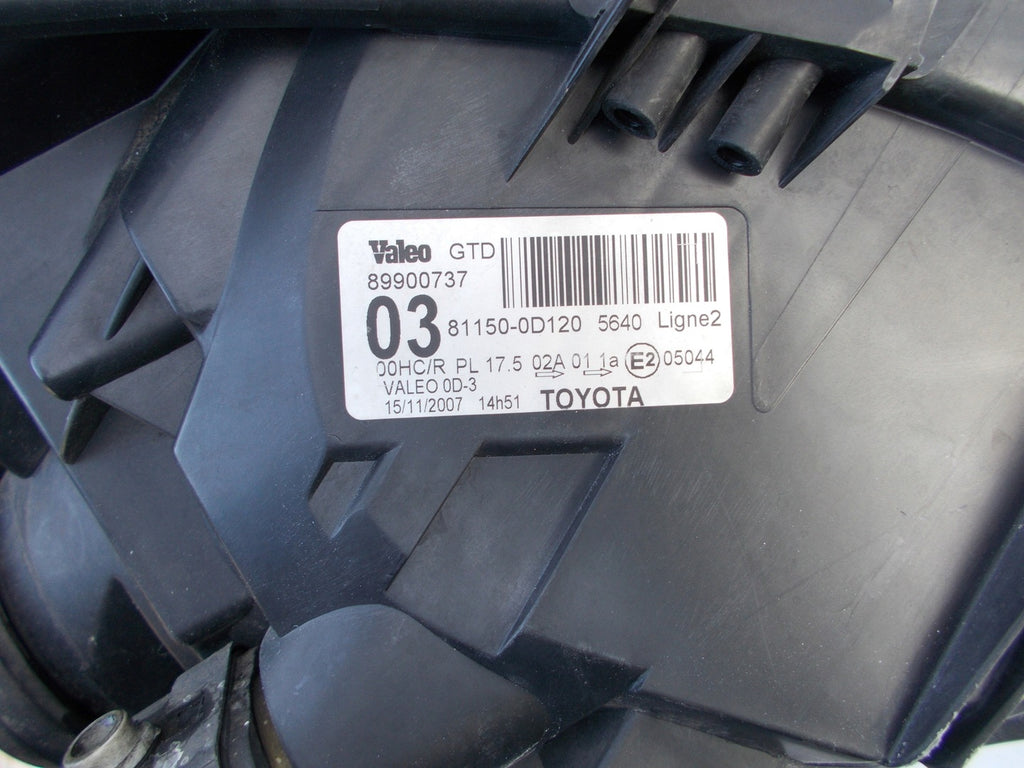 Valeo GTD
89900737
03 81150-0D120 5640 Ligne2
00HC/R PL 17.5 02A 01 1a E2 05044
VALEO 0D-3
15/11/2007 14h51 TOYOTA